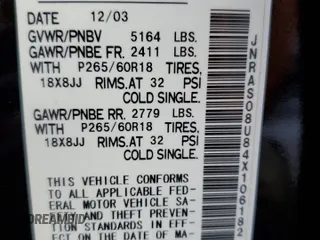 DATE 12/03
GVWR/PNBV 5164 LBS.
GAWR/PNBE FR. 2411 LBS.
WITH P265/60R18 TIRES,
18X8JJ RIMS.AT 32 PSI
COLD SINGLE.
GAWR/PNBE RR. 2779 LBS.
WITH P265/60R18 TIRES,
18X8JJ RIMS.AT 32 PSI
COLD SINGLE.
THIS VEHICLE CONFORMS TO
ALL APPLICABLE FED-
ERAL MOTOR VEHICLE SA
AND THEFT PREVENTION
STANDARDS IN EF-
ECT ON THE DATE OF MA
JNRAS08U84X106182